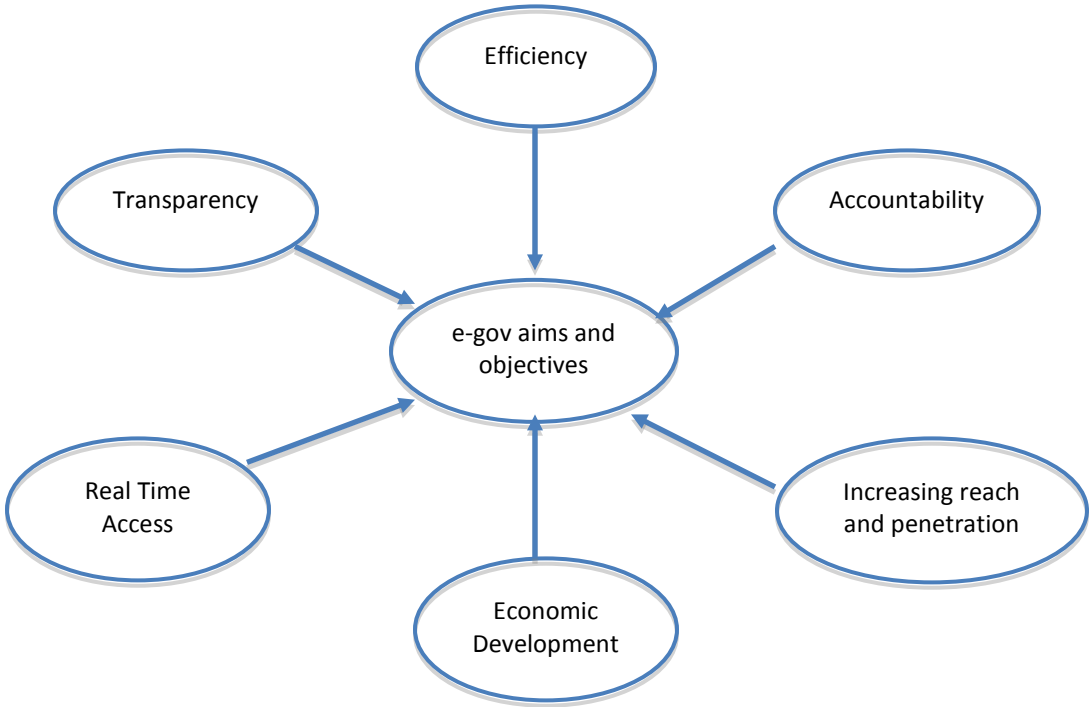 Efficiency
Transparency
Accountability
e-gov aims and
objectives
Real Time
Access
Increasing reach
and penetration
Economic
Development